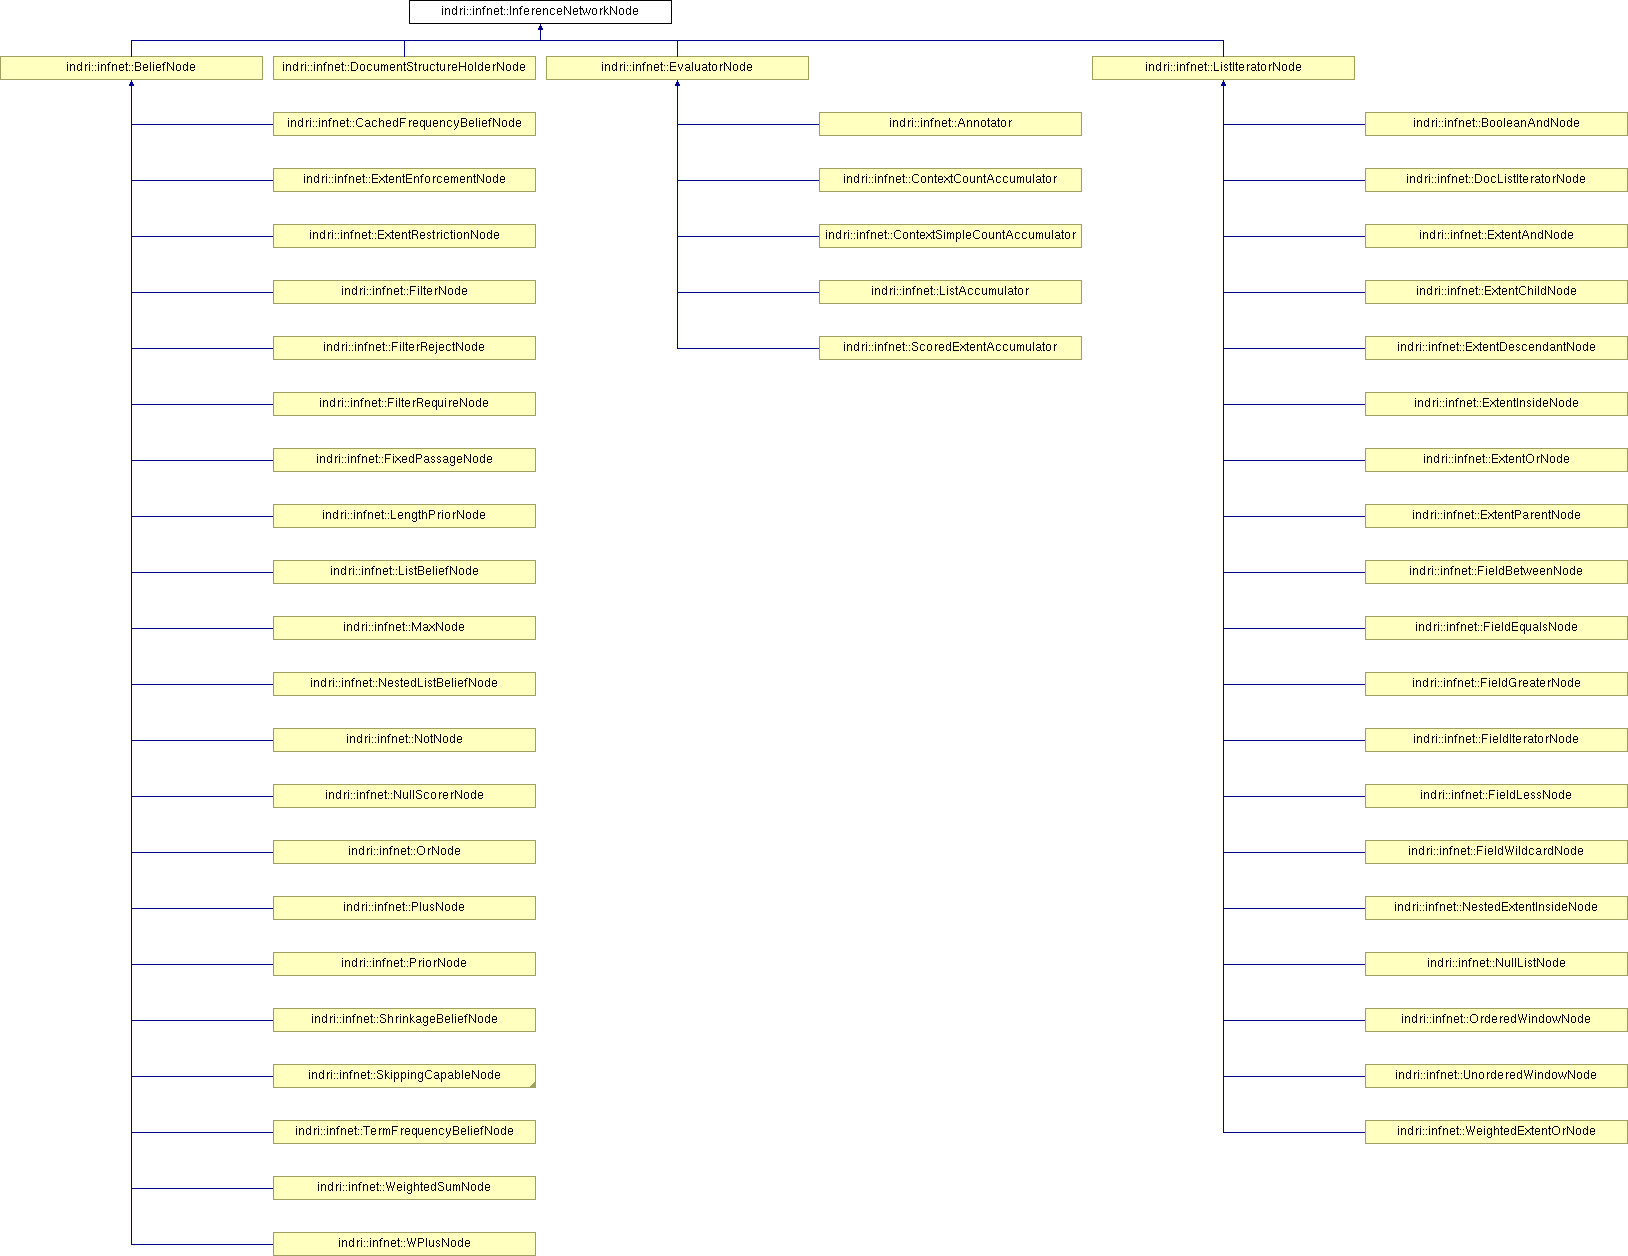 indri::infnet::InferenceNetworkNode
indri::infnet::BeliefNode
indri::infnet::DocumentStructureHolderNode
indri::infnet::EvaluatorNode
indri::infnet::ListIteratorNode
indri::infnet::CachedFrequencyBeliefNode
indri::infnet::Annotator
indri::infnet::BooleanAndNode
indri::infnet::ExtentEnforcementNode
indri::infnet::ContextCountAccumulator
indri::infnet::DocListIteratorNode
indri::infnet::ExtentRestrictionNode
indri::infnet::ContextSimpleCountAccumulator
indri::infnet::ExtentAndNode
indri::infnet::FilterNode
indri::infnet::ListAccumulator
indri::infnet::ExtentChildNode
indri::infnet::FilterRejectNode
indri::infnet::ScoredExtentAccumulator
indri::infnet::ExtentDescendantNode
indri::infnet::FilterRequireNode
indri::infnet::ExtentInsideNode
indri::infnet::FixedPassageNode
indri::infnet::ExtentOrNode
indri::infnet::LengthPriorNode
indri::infnet::ExtentParentNode
indri::infnet::ListBeliefNode
indri::infnet::FieldBetweenNode
indri::infnet::MaxNode
indri::infnet::FieldEqualsNode
indri::infnet::NestedListBeliefNode
indri::infnet::FieldGreaterNode
indri::infnet::NotNode
indri::infnet::FieldIteratorNode
indri::infnet::NullScorerNode
indri::infnet::FieldLessNode
indri::infnet::OrNode
indri::infnet::FieldWildcardNode
indri::infnet::PlusNode
indri::infnet::NestedExtentInsideNode
indri::infnet::PriorNode
indri::infnet::NullListNode
indri::infnet::ShrinkageBeliefNode
indri::infnet::OrderedWindowNode
indri::infnet::SkippingCapableNode
indri::infnet::UnorderedWindowNode
indri::infnet::TermFrequencyBeliefNode
indri::infnet::WeightedExtentOrNode
indri::infnet::WeightedSumNode
indri::infnet::WPlusNode